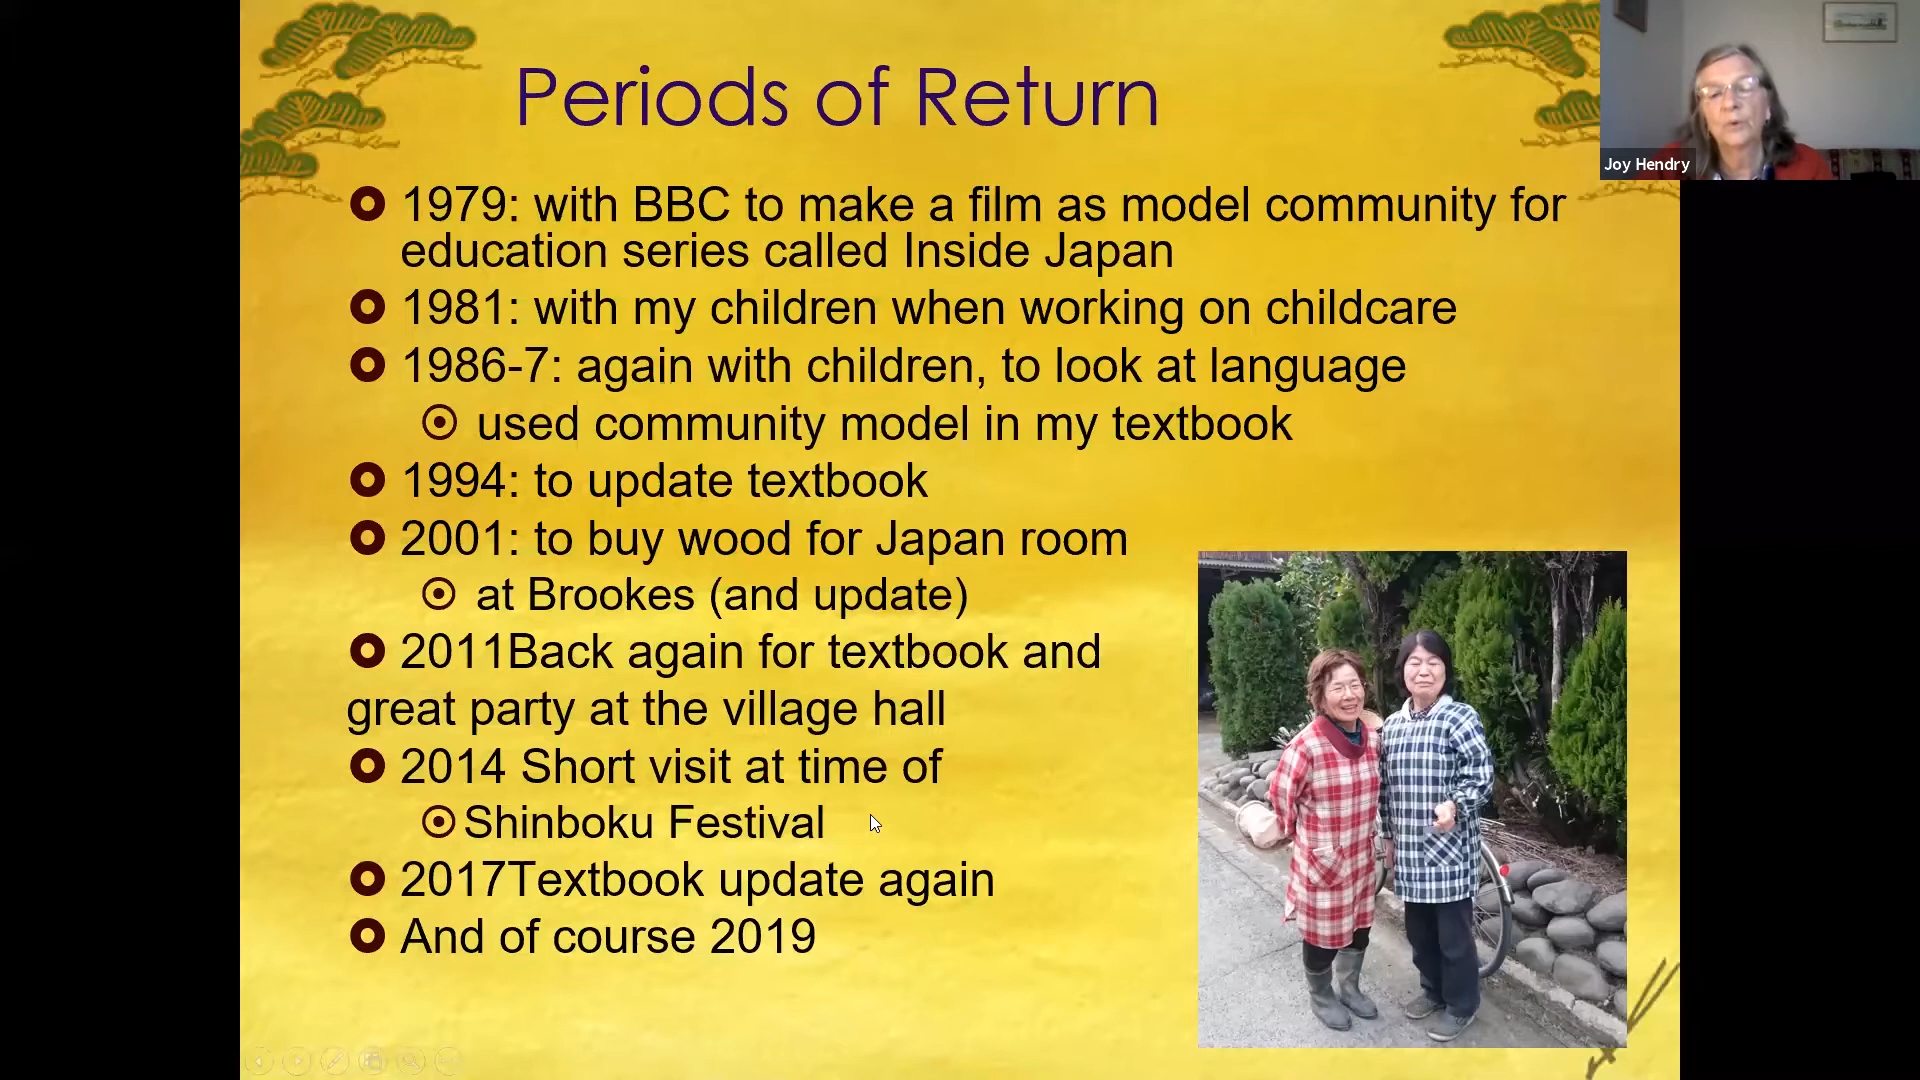 Periods of Return
Joy Hendry
1979: with BBC to make a film as model community for
education series called Inside Japan
1981: with my children when working on childcare
1986-7: again with children, to look at language
used community model in my textbook
1994: to update textbook
2001: to buy wood for Japan room
at Brookes (and update)
2011Back again for textbook and
great party at the village hall
2014 Short visit at time of
Shinboku Festival
2017Textbook update again
And of course 2019